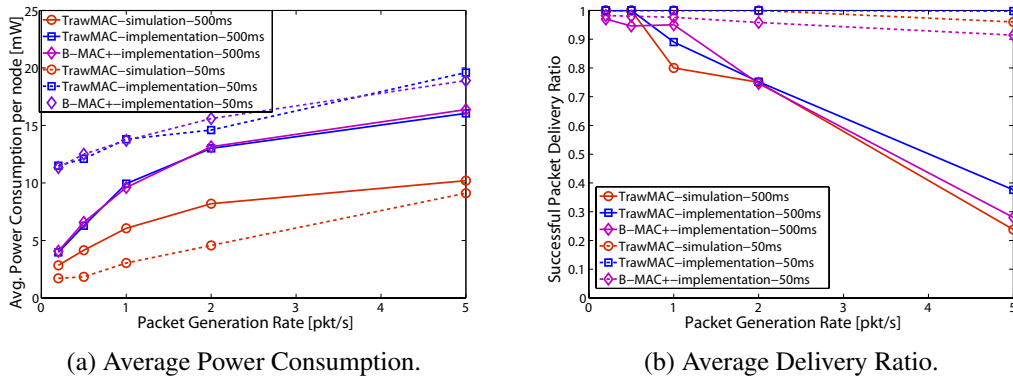 Avg. Power Consumption per node [mW]
25
20
15
10
5
0
TrawMAC-simulation-500ms
TrawMAC-implementation-500ms
B-MAC+-implementation-500ms
TrawMAC-simulation-50ms
TrawMAC-implementation-50ms
B-MAC+-implementation-50ms
0 1 2 3 4 5
Packet Generation Rate [pkt/s]
(a) Average Power Consumption.
Successful Packet Delivery Ratio
1
0.9
0.8
0.7
0.6
0.5
0.4
0.3
0.2
0.1
0
TrawMAC-simulation-500ms
TrawMAC-implementation-500ms
B-MAC+-implementation-500ms
TrawMAC-simulation-50ms
TrawMAC-implementation-50ms
B-MAC+-implementation-50ms
0 1 2 3 4 5
Packet Generation Rate [pkt/s]
(b) Average Delivery Ratio.